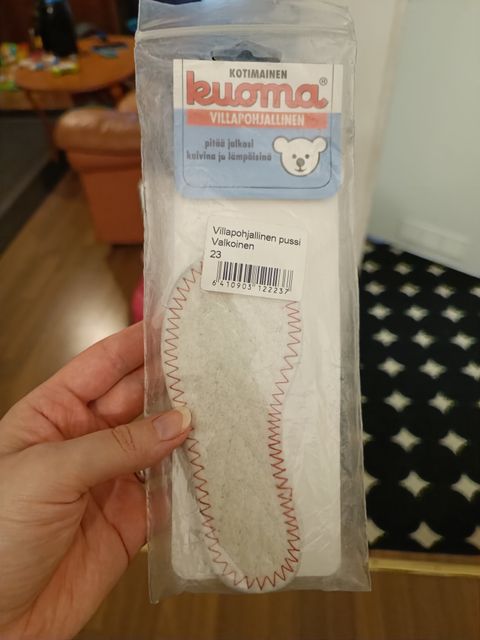 KOTIMAINEN
kuoma®
VILLAPOHJALLINEN
pitää jalkasi
kuivina ja lämpöisinä
Villapohjallinen pussi
Valkoinen
23
6 410903 122237